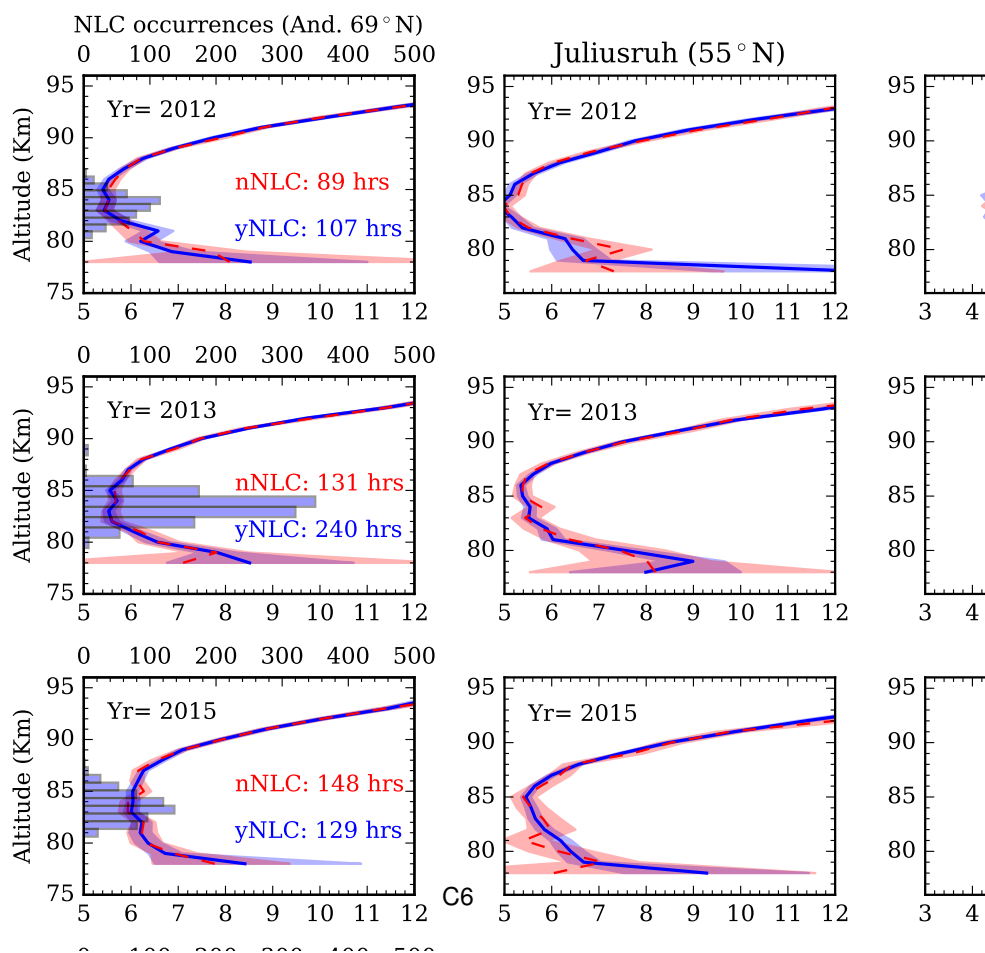 NLC occurrences (And. 69°N)
0 100 200 300 400 500
Juliusruh (55°N)
95 90 85 80 75
Altitude (Km)
Yr= 2012
nNLC: 89 hrs
yNLC: 107 hrs
5 6 7 8 9 10 11 12
95 90 85 80
Yr= 2012
5 6 7 8 9 10 11 12
95 90 85 80
3 4
0 100 200 300 400 500
95 90 85 80 75
Altitude (Km)
Yr= 2013
nNLC: 131 hrs
yNLC: 240 hrs
5 6 7 8 9 10 11 12
95 90 85 80
Yr= 2013
5 6 7 8 9 10 11 12
95 90 85 80
3 4
0 100 200 300 400 500
95 90 85 80 75
Altitude (Km)
Yr= 2015
nNLC: 148 hrs
yNLC: 129 hrs
5 6 7 8 9 10 11 12
95 90 85 80
Yr= 2015
5 6 7 8 9 10 11 12
95 90 85 80
3 4
C6
0 100 200 300 400 500